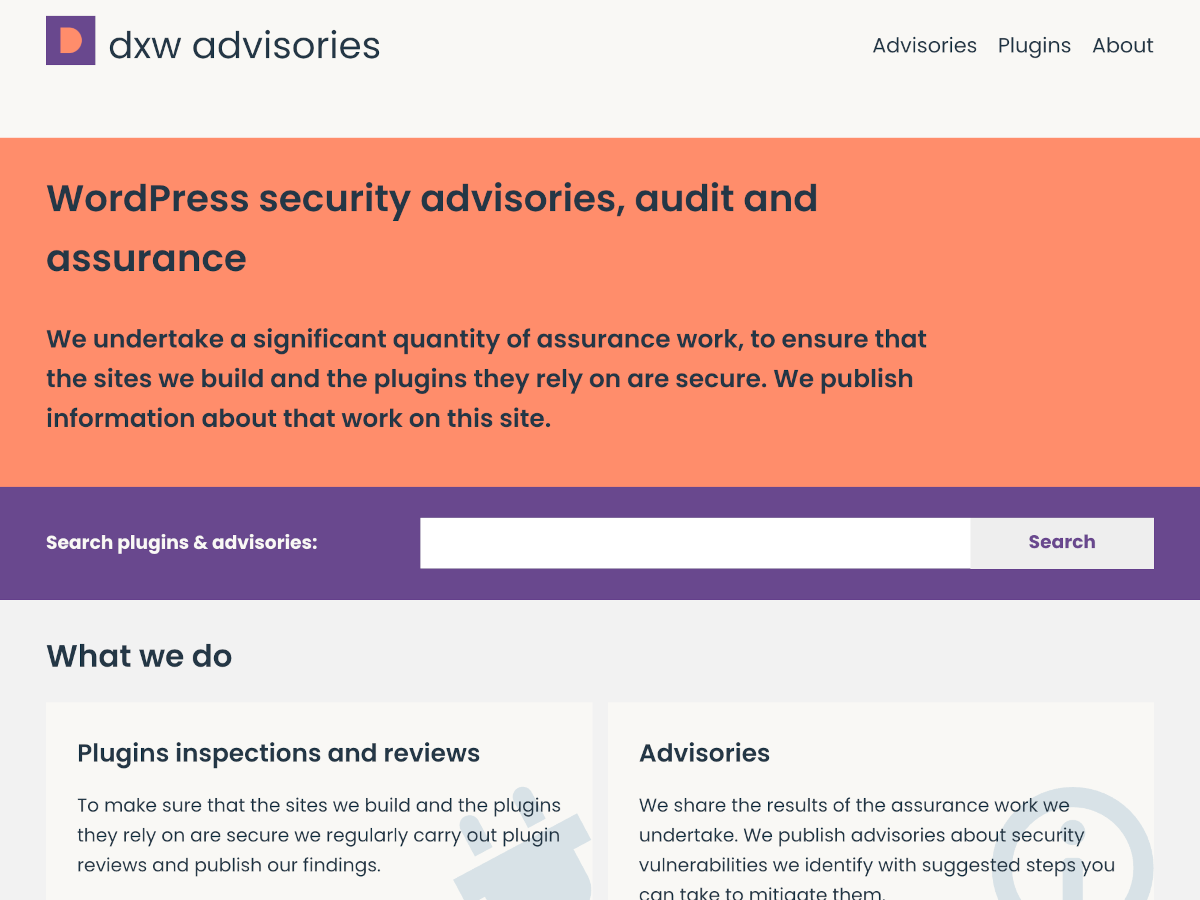 dxw advisories
Advisories Plugins About
WordPress security advisories, audit and
assurance
We undertake a significant quantity of assurance work, to ensure that
the sites we build and the plugins they rely on are secure. We publish
information about that work on this site.
Search plugins & advisories:
Search
What we do
Plugins inspections and reviews
To make sure that the sites we build and the plugins
they rely on are secure we regularly carry out plugin
reviews and publish our findings.
Advisories
We share the results of the assurance work we
undertake. We publish advisories about security
vulnerabilities we identify with suggested steps you
can take to mitigate them.